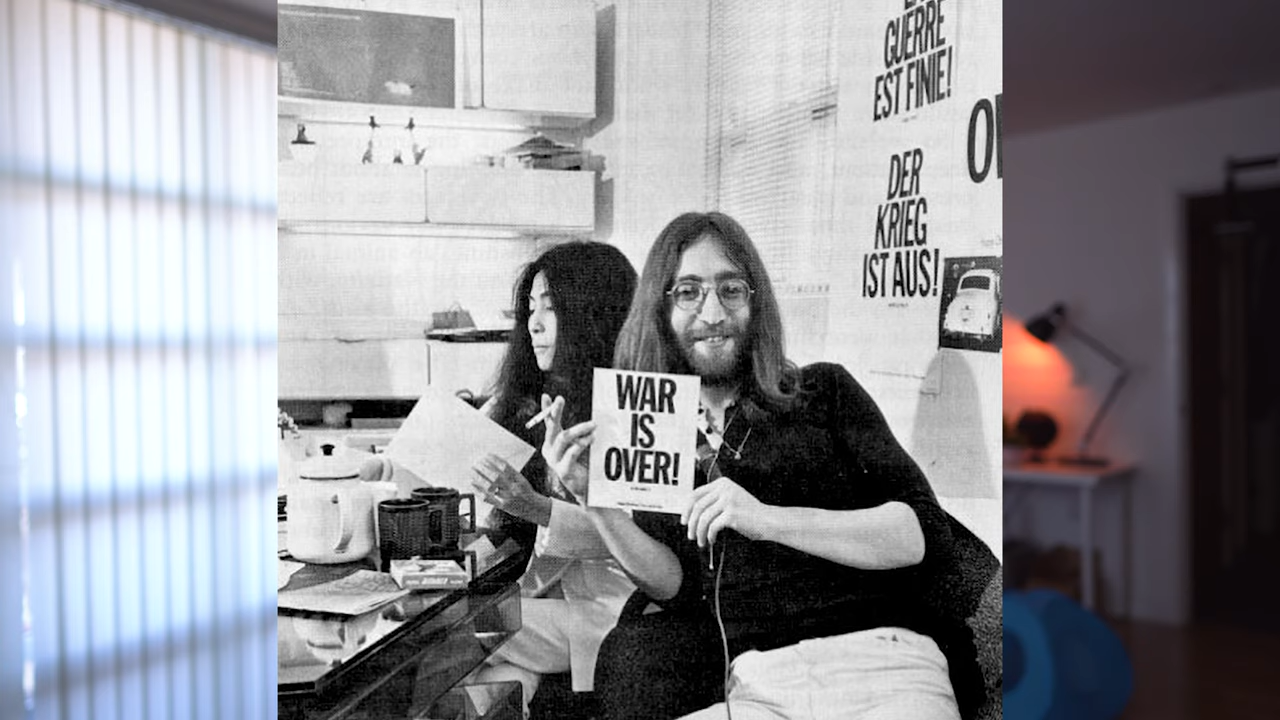 GUERRE
EST FINIE!
DER
KRIEG
IST AUS!
WAR
IS
OVER!